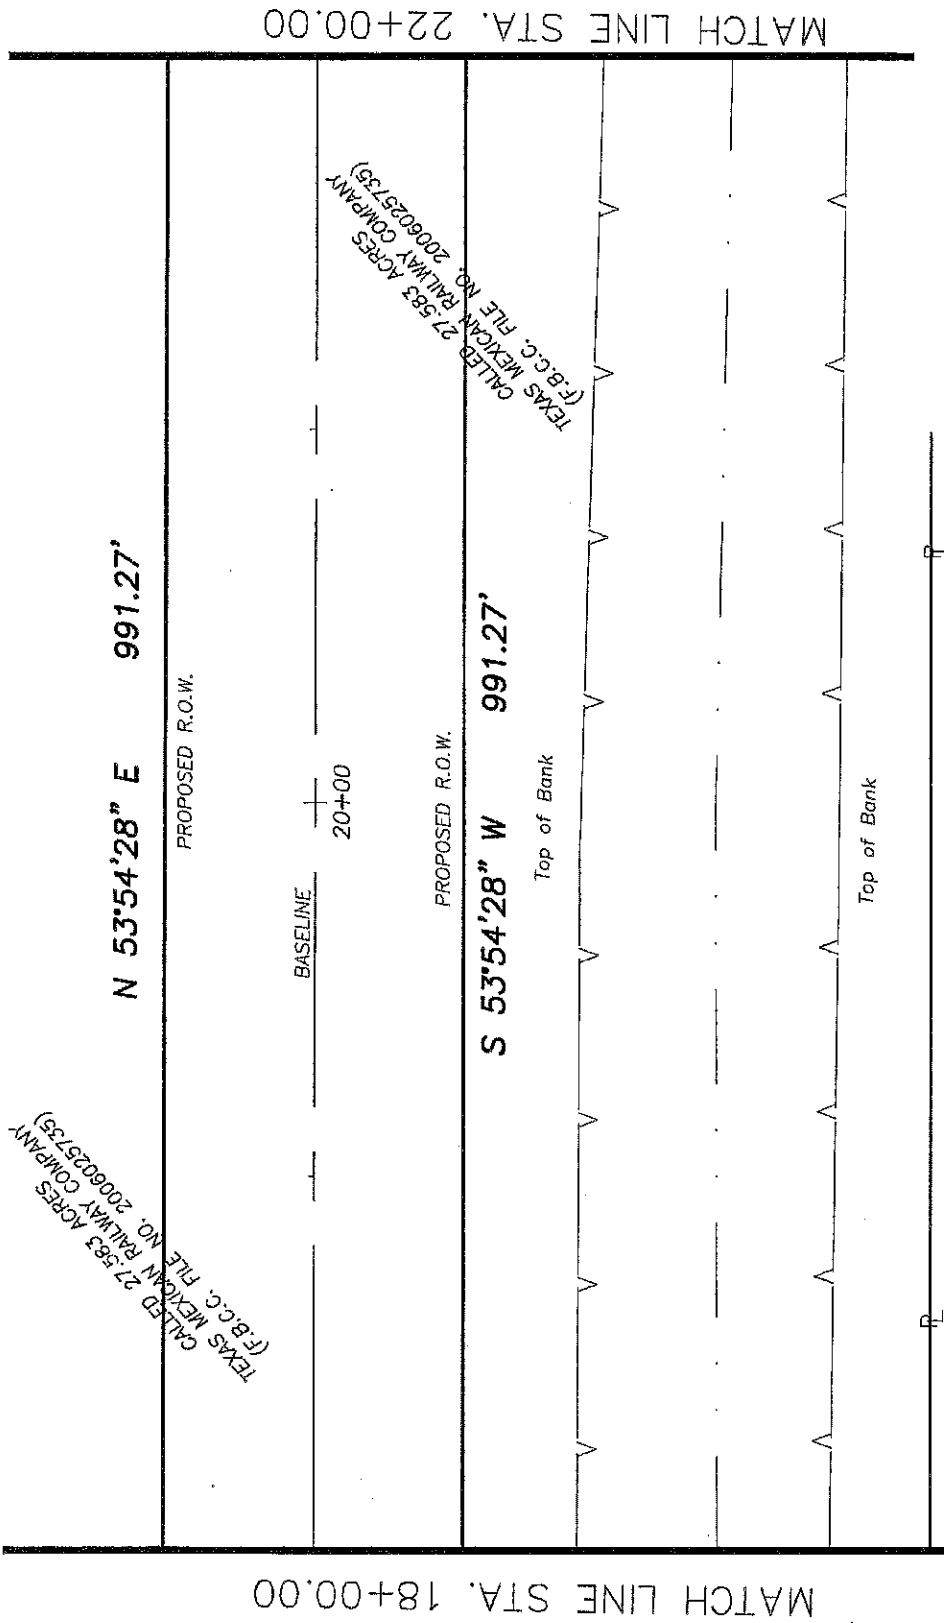 MATCH LINE STA. 22+00.00
N 53°54'28" E 991.27'
PROPOSED R.O.W.
CALLED 27.583 ACRES
TEXAS MEXICAN RAILWAY COMPANY
(F.B.C.C. FILE NO. 2006025735)
BASELINE
20+00
PROPOSED R.O.W.
S 53°54'28" W 991.27'
Top of Bank
CALLED 27.583 ACRES
TEXAS MEXICAN RAILWAY COMPANY
(F.B.C.C. FILE NO. 2006025735)
Top of Bank
MATCH LINE STA. 18+00.00